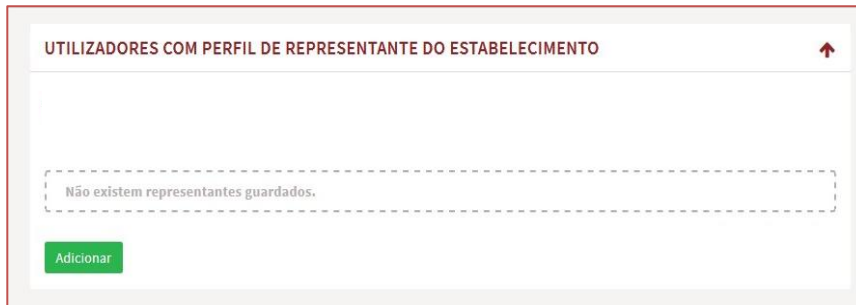 UTILIZADORES COM PERFIL DE REPRESENTANTE DO ESTABELECIMENTO
Não existem representantes guardados.
Adicionar